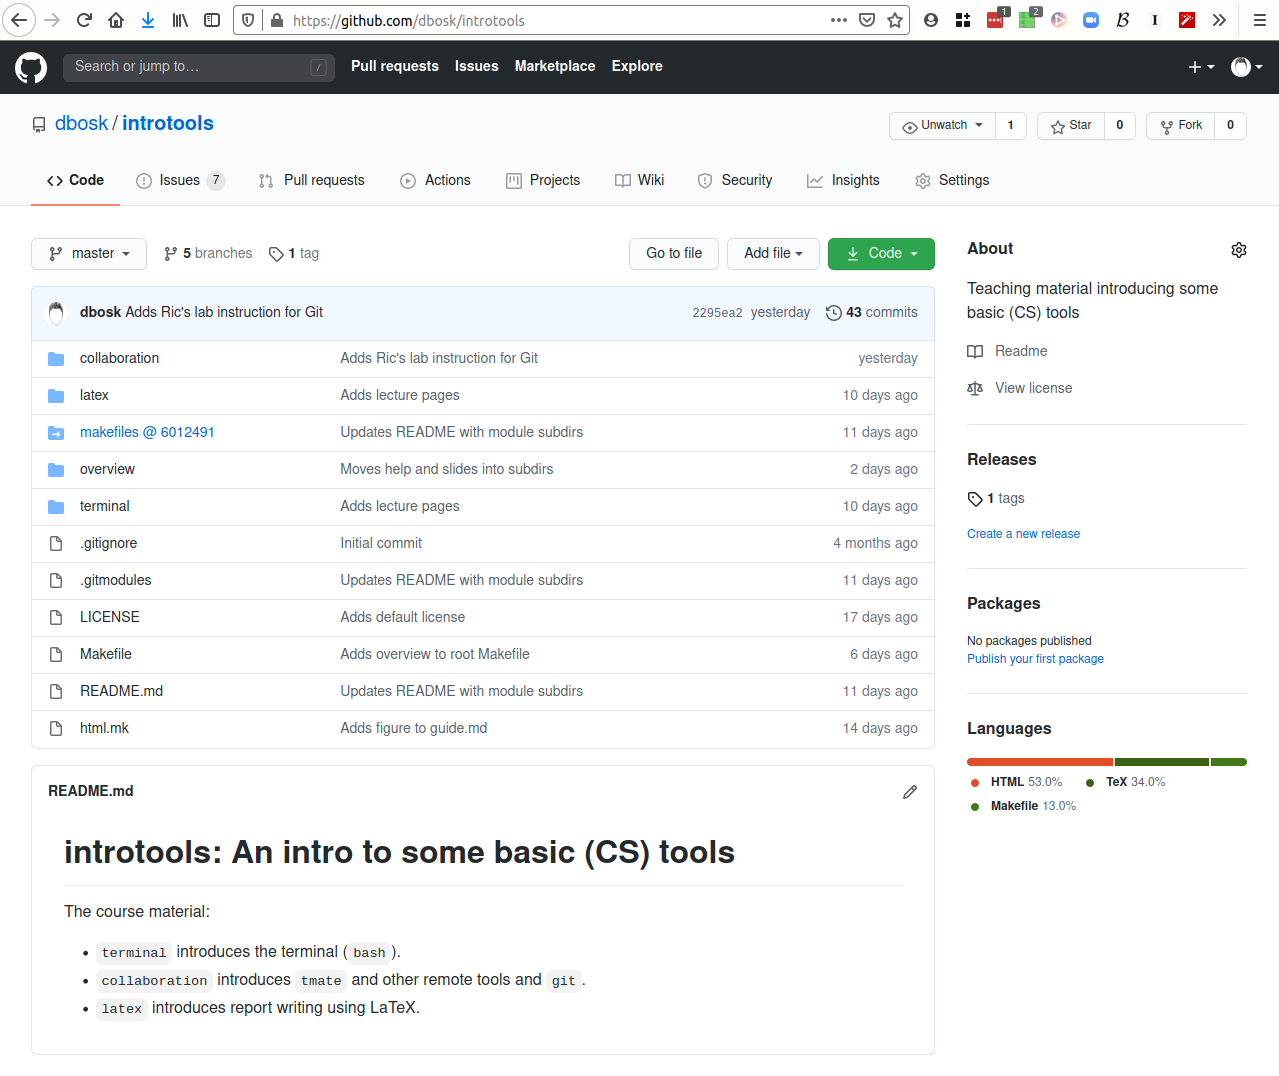 https://github.com/dbosk/introtools
1
2
Search or jump to…
/
Pull requests
Issues
Marketplace
Explore
dbosk / introtools
Unwatch 1
Star 0
Fork 0
Code
Issues 7
Pull requests
Actions
Projects
Wiki
Security
Insights
Settings
master
5 branches
1 tag
Go to file
Add file
Code
dbosk Adds Ric's lab instruction for Git 2295ea2 yesterday 43 commits
collaboration Adds Ric's lab instruction for Git yesterday
latex Adds lecture pages 10 days ago
makefiles @ 6012491 Updates README with module subdirs 11 days ago
overview Moves help and slides into subdirs 2 days ago
terminal Adds lecture pages 10 days ago
.gitignore Initial commit 4 months ago
.gitmodules Updates README with module subdirs 11 days ago
LICENSE Adds default license 17 days ago
Makefile Adds overview to root Makefile 6 days ago
README.md Updates README with module subdirs 11 days ago
html.mk Adds figure to guide.md 14 days ago
README.md
introtools: An intro to some basic (CS) tools
The course material:
• terminal introduces the terminal ( bash ).
• collaboration introduces tmate and other remote tools and git .
• latex introduces report writing using LaTeX.
About
Teaching material introducing some
basic (CS) tools
Readme
View license
Releases
1 tags
Create a new release
Packages
No packages published
Publish your first package
Languages
HTML 53.0%
TeX 34.0%
Makefile 13.0%